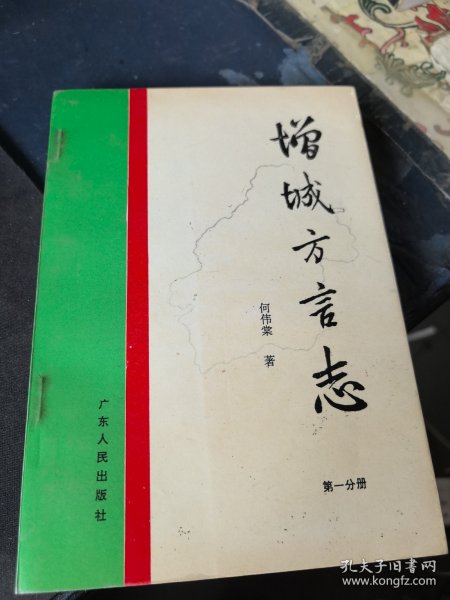 增城方言志
何伟棠 著
第一分册
广东人民出版社
孔夫子旧书网
www.kongfz.com